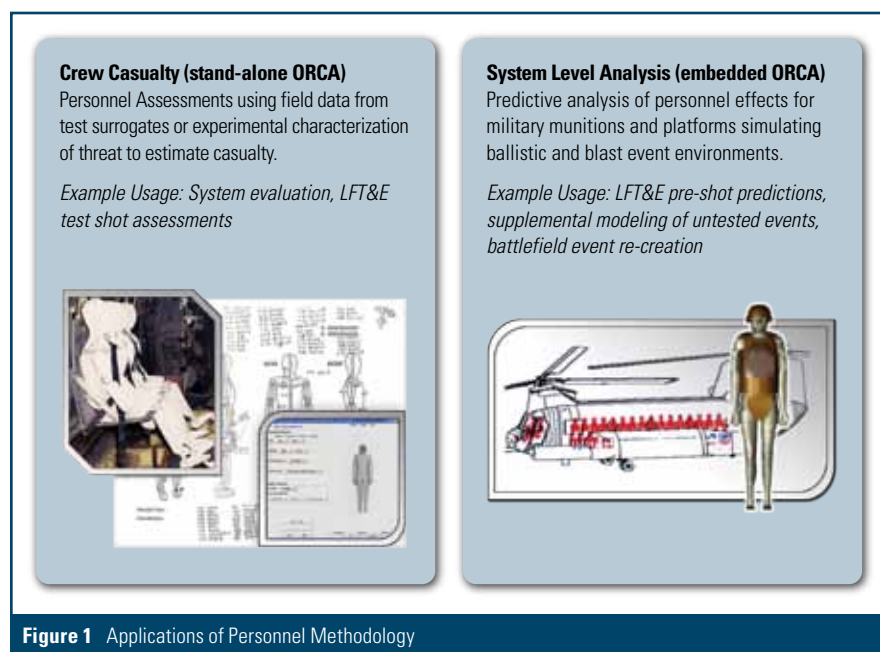 Crew Casualty (stand-alone ORCA)
Personnel Assessments using field data from
test surrogates or experimental characterization
of threat to estimate casualty.
Example Usage: System evaluation, LFT&E
test shot assessments
System Level Analysis (embedded ORCA)
Predictive analysis of personnel effects for
military munitions and platforms simulating
ballistic and blast event environments.
Example Usage: LFT&E pre-shot predictions,
supplemental modeling of untested events,
battlefield event re-creation
Figure 1 Applications of Personnel Methodology